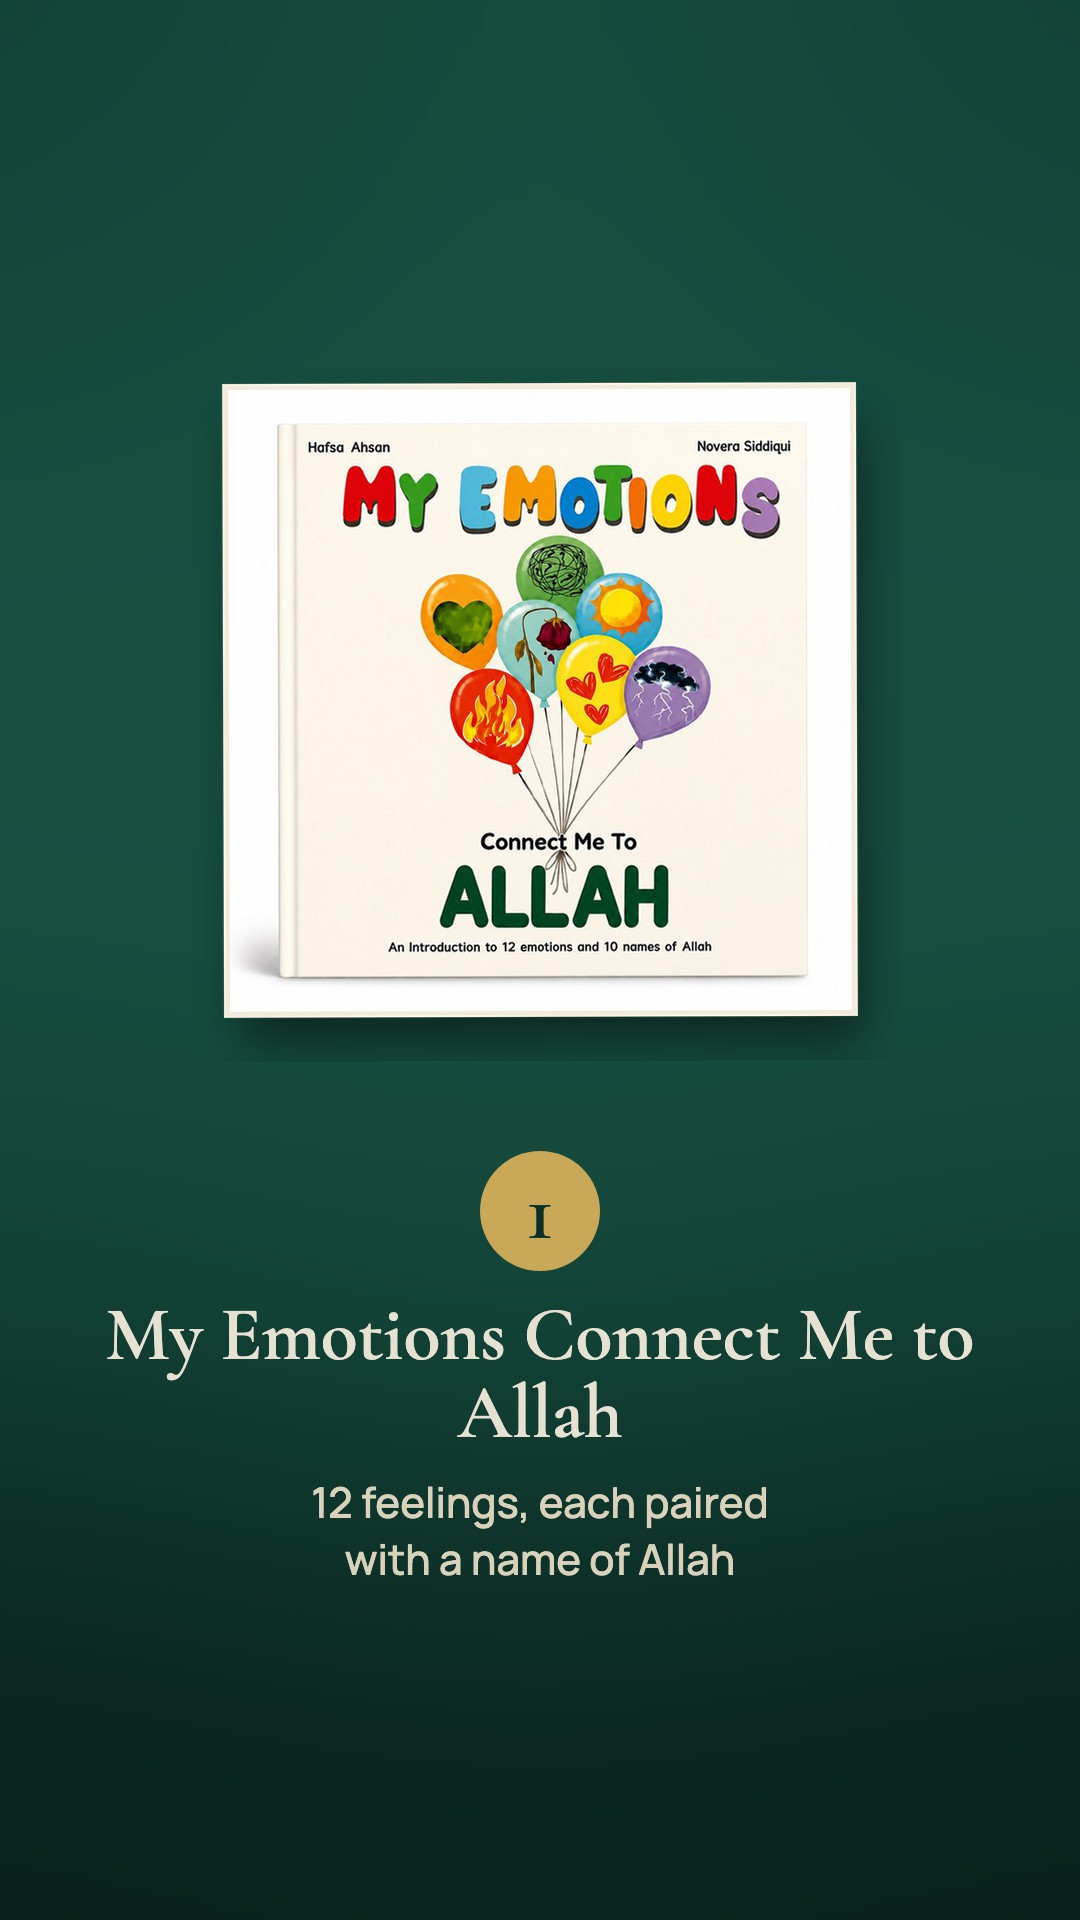 Hafsa Ahsan
Novera Siddiqui
MY EMOTIONS
Connect Me To
ALLAH
An Introduction to 12 emotions and 10 names of Allah
1
My Emotions Connect Me to
Allah
12 feelings, each paired
with a name of Allah